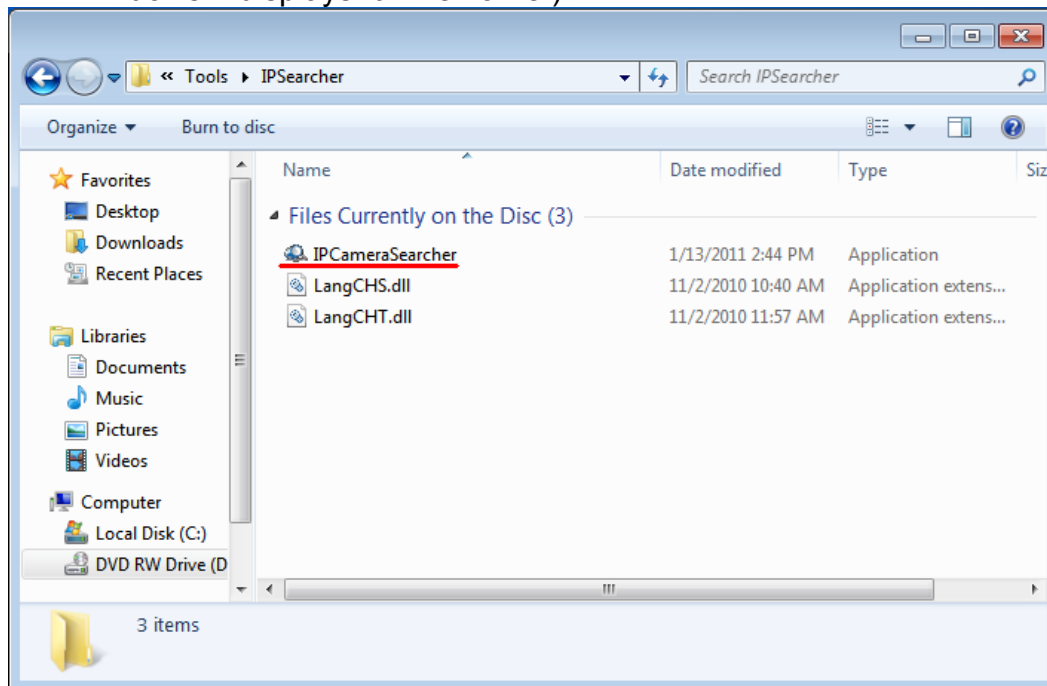 « Tools ▸ IPSearcher Search IPSearcher
Organize ▾ Burn to disc
Favorites
Desktop
Downloads
Recent Places
Libraries
Documents
Music
Pictures
Videos
Computer
Local Disk (C:)
DVD RW Drive (D
Name Date modified Type Siz
Files Currently on the Disc (3)
IPCameraSearcher 1/13/2011 2:44 PM Application
LangCHS.dll 11/2/2010 10:40 AM Application extens...
LangCHT.dll 11/2/2010 11:57 AM Application extens...
3 items